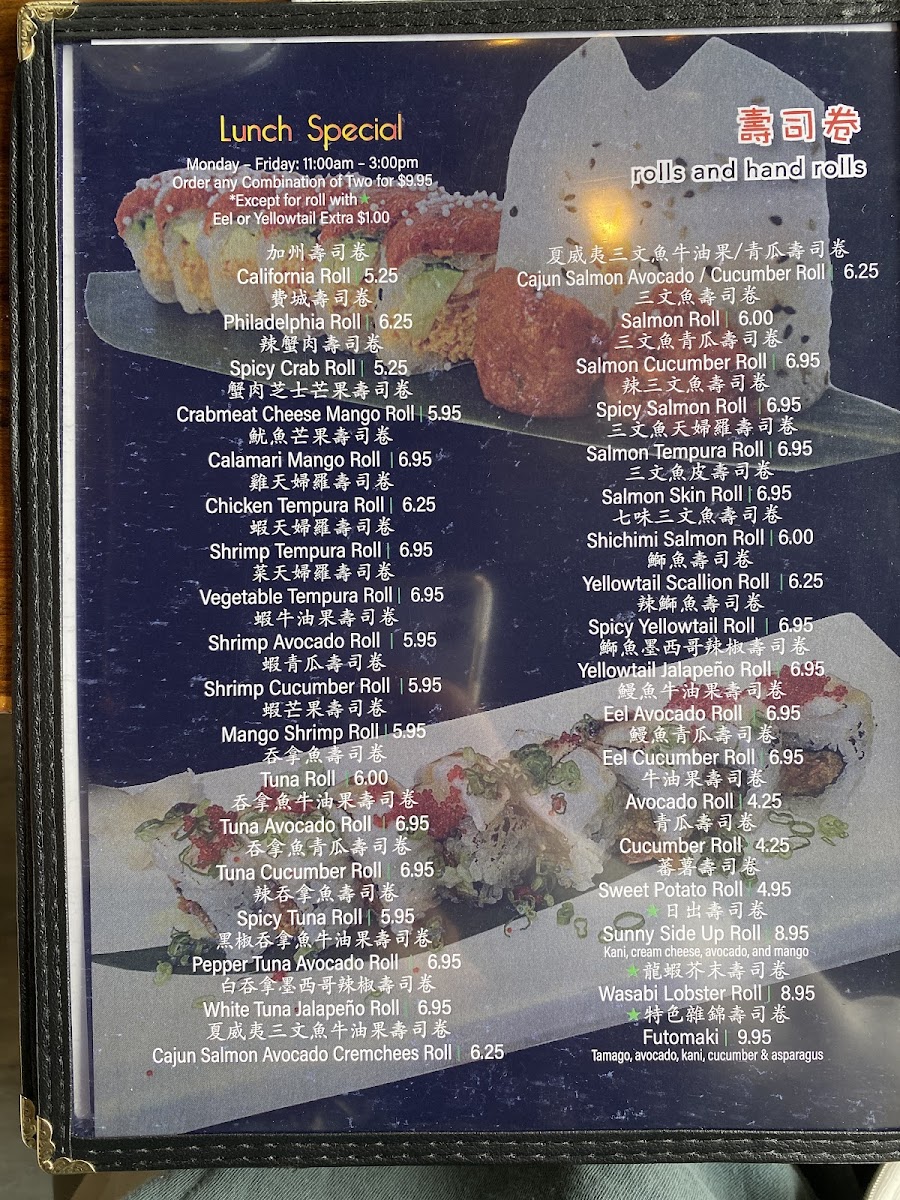 Lunch Special
Monday – Friday: 11:00am – 3:00pm
Order any Combination of Two for $9.95
*Except for roll with★
Eel or Yellowtail Extra $1.00
加州壽司卷
California Roll | 5.25
費城壽司卷
Philadelphia Roll | 6.25
辣蟹肉壽司卷
Spicy Crab Roll | 5.25
蟹肉芝士芒果壽司卷
Crabmeat Cheese Mango Roll | 5.95
魷魚芒果壽司卷
Calamari Mango Roll | 6.95
雞天婦羅壽司卷
Chicken Tempura Roll | 6.25
蝦天婦羅壽司卷
Shrimp Tempura Roll | 6.95
菜天婦羅壽司卷
Vegetable Tempura Roll | 6.95
蝦牛油果壽司卷
Shrimp Avocado Roll | 5.95
蝦青瓜壽司卷
Shrimp Cucumber Roll | 5.95
蝦芒果壽司卷
Mango Shrimp Roll | 5.95
吞拿魚壽司卷
Tuna Roll | 6.00
吞拿魚牛油果壽司卷
Tuna Avocado Roll | 6.95
吞拿魚青瓜壽司卷
Tuna Cucumber Roll | 6.95
辣吞拿魚壽司卷
Spicy Tuna Roll | 5.95
黑椒吞拿魚牛油果壽司卷
Pepper Tuna Avocado Roll | 6.95
白吞拿墨西哥辣椒壽司卷
White Tuna Jalapeño Roll | 6.95
夏威夷三文魚牛油果壽司卷
Cajun Salmon Avocado Cremchees Roll | 6.25
壽司卷
rolls and hand rolls
夏威夷三文魚牛油果/青瓜壽司卷
Cajun Salmon Avocado / Cucumber Roll | 6.25
三文魚壽司卷
Salmon Roll | 6.00
三文魚青瓜壽司卷
Salmon Cucumber Roll | 6.95
辣三文魚壽司卷
Spicy Salmon Roll | 6.95
三文魚天婦羅壽司卷
Salmon Tempura Roll | 6.95
三文魚皮壽司卷
Salmon Skin Roll | 6.95
七味三文魚壽司卷
Shichimi Salmon Roll | 6.00
鰤魚壽司卷
Yellowtail Scallion Roll | 6.25
辣鰤魚壽司卷
Spicy Yellowtail Roll | 6.95
鰤魚墨西哥辣椒壽司卷
Yellowtail Jalapeño Roll | 6.95
鰻魚牛油果壽司卷
Eel Avocado Roll | 6.95
鰻魚青瓜壽司卷
Eel Cucumber Roll | 6.95
牛油果壽司卷
Avocado Roll | 4.25
青瓜壽司卷
Cucumber Roll | 4.25
蕃薯壽司卷
Sweet Potato Roll | 4.95
★日出壽司卷
Sunny Side Up Roll 8.95
Kani, cream cheese, avocado, and mango
★龍蝦芥末壽司卷
Wasabi Lobster Roll | 8.95
★特色雜錦壽司卷
Futomaki | 9.95
Tamago, avocado, kani, cucumber & asparagus